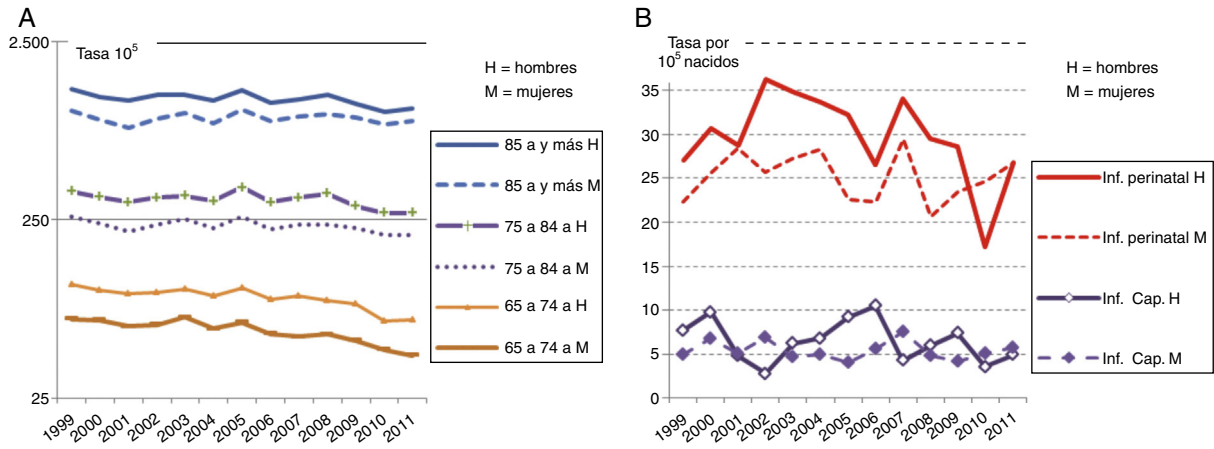 A
2.500
Tasa 10⁵
H = hombres
M = mujeres
85 a y más H
85 a y más M
75 a 84 a H
75 a 84 a M
65 a 74 a H
65 a 74 a M
250
25
1999 2000 2001 2002 2003 2004 2005 2006 2007 2008 2009 2010 2011
B
Tasa por
10⁵ nacidos
H = hombres
M = mujeres
35
30
25
20
15
10
5
0
Inf. perinatal H
Inf. perinatal M
Inf. Cap. H
Inf. Cap. M
1999 2000 2001 2002 2003 2004 2005 2006 2007 2008 2009 2010 2011